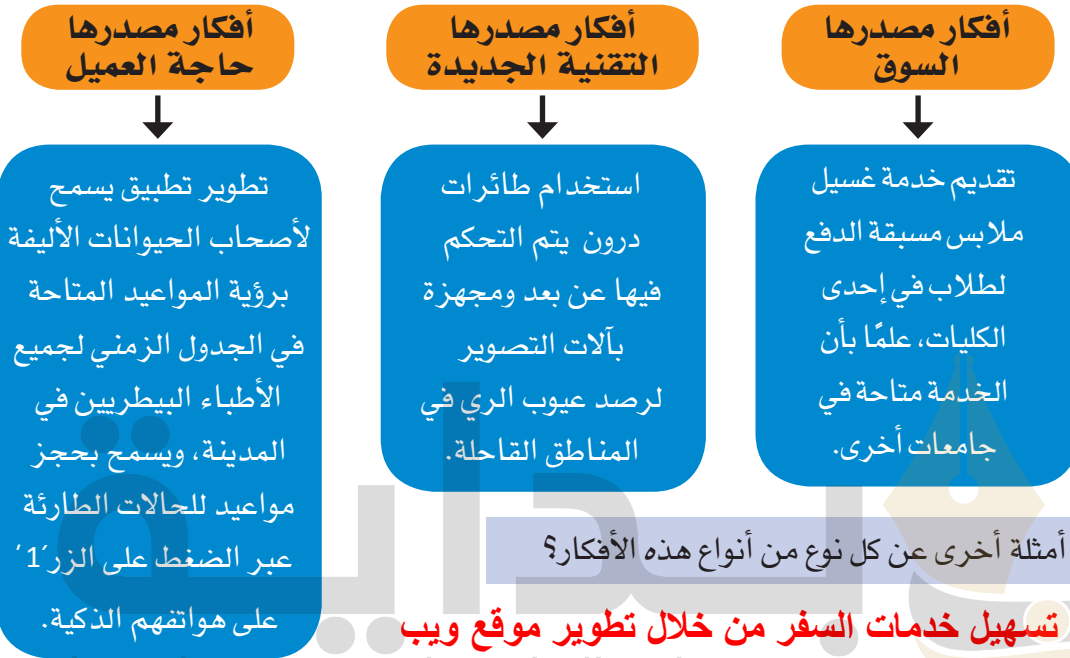 أفكار مصدرها
السوق
تقديم خدمة غسيل
ملابس مسبقة الدفع
لطلاب في إحدى
الكليات، علمًا بأن
الخدمة متاحة في
جامعات أخرى.
أفكار مصدرها
التقنية الجديدة
استخدام طائرات
درون يتم التحكم
فيها عن بعد ومجهزة
بآلات التصوير
لرصد عيوب الري في
المناطق القاحلة.
أفكار مصدرها
حاجة العميل
تطوير تطبيق يسمح
لأصحاب الحيوانات الأليفة
برؤية المواعيد المتاحة
في الجدول الزمني لجميع
الأطباء البيطريين في
المدينة، ويسمح بحجز
مواعيد للحالات الطارئة
عبر الضغط على الزر'1'
على هواتفهم الذكية.
أمثلة أخرى عن كل نوع من أنواع هذه الأفكار؟
تسهيل خدمات السفر من خلال تطوير موقع ويب
بداية